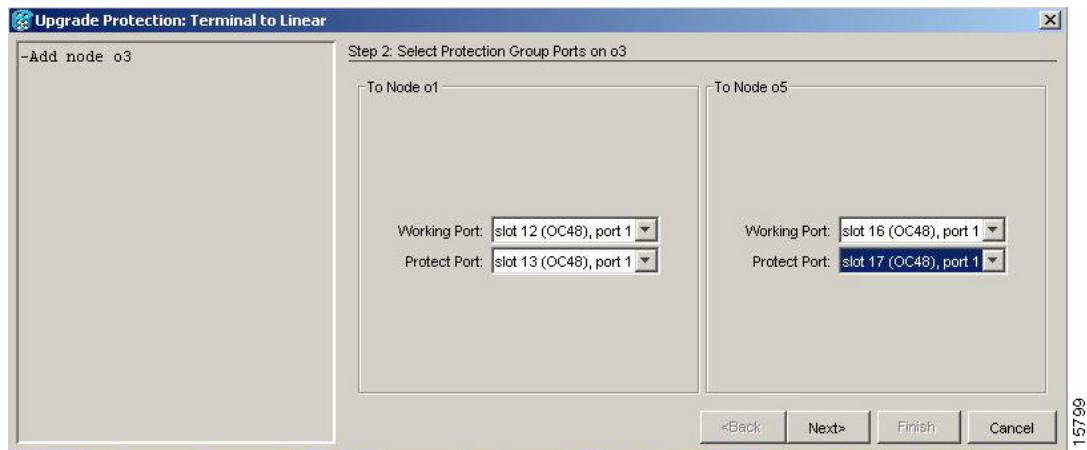 Upgrade Protection: Terminal to Linear
-Add node o3
Step 2: Select Protection Group Ports on o3
To Node o1
Working Port: slot 12 (OC48), port 1
Protect Port: slot 13 (OC48), port 1
To Node o5
Working Port: slot 16 (OC48), port 1
Protect Port: slot 17 (OC48), port 1
<Back
Next>
Finish
Cancel
15799